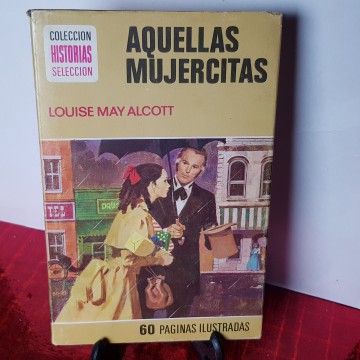 COLECCION
HISTORIAS
SELECCION
AQUELLAS
MUJERCITAS
LOUISE MAY ALCOTT
60 PAGINAS ILUSTRADAS